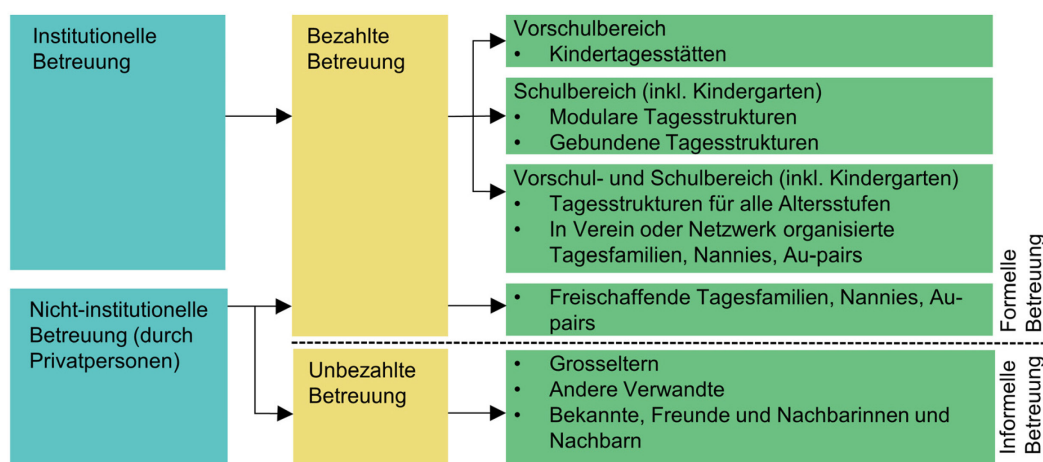 Institutionelle
Betreuung
Bezahlte
Betreuung
Vorschulbereich
• Kindertagesstätten
Schulbereich (inkl. Kindergarten)
• Modulare Tagesstrukturen
• Gebundene Tagesstrukturen
Vorschul- und Schulbereich (inkl. Kindergarten)
• Tagesstrukturen für alle Altersstufen
• In Verein oder Netzwerk organisierte
Tagesfamilien, Nannies, Au-pairs
Nicht-institutionelle
Betreuung (durch
Privatpersonen)
• Freischaffende Tagesfamilien, Nannies, Au-
pairs
Formelle
Betreuung
Unbezahlte
Betreuung
• Grosseltern
• Andere Verwandte
• Bekannte, Freunde und Nachbarinnen und
Nachbarn
Informelle
Betreuung